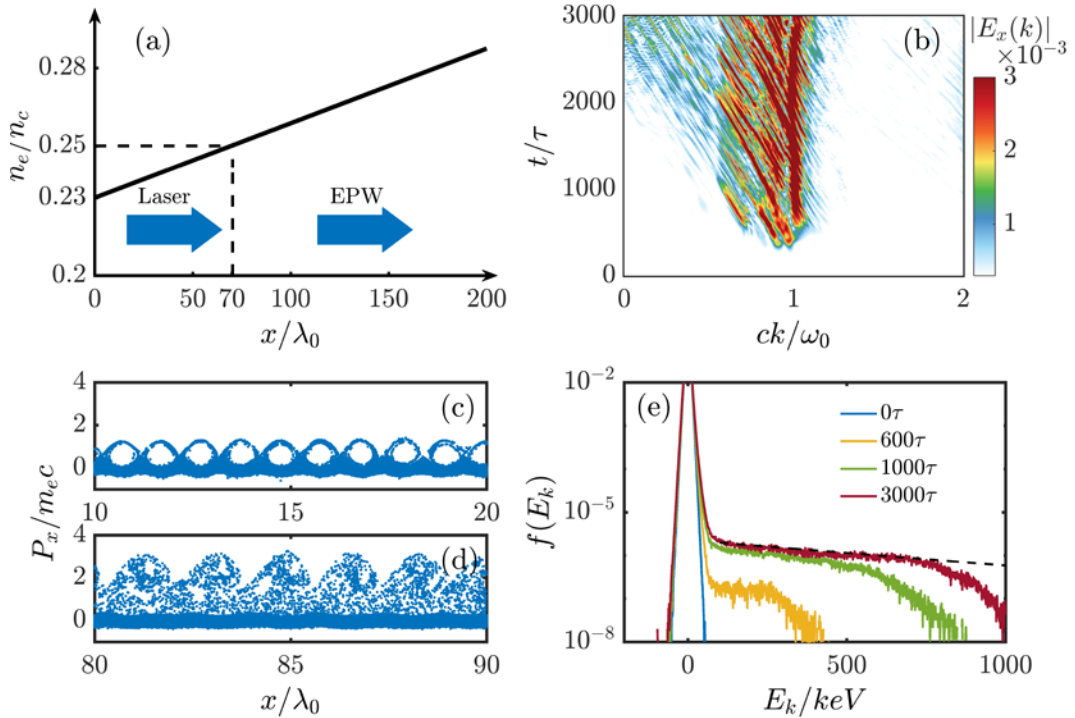 (a)
n_e/n_c
0.28
0.25
0.23
0.2
Laser
EPW
0 50 70 100 150 200
x/λ_0
(b)
t/τ
3000
2000
1000
0
0 1 2
ck/ω_0
|E_x(k)|
×10^{-3}
3
2
1
P_x/m_ec
(c)
4
2
0
10 15 20
(d)
4
2
0
80 85 90
x/λ_0
(e)
f(E_k)
10^{-2}
10^{-5}
10^{-8}
0τ
600τ
1000τ
3000τ
0 500 1000
E_k/keV